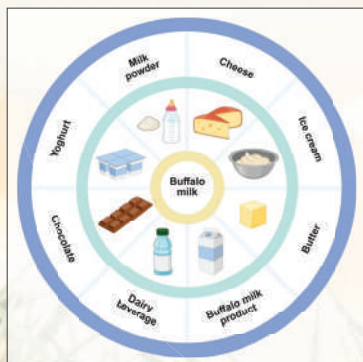 Milk
powder
Cheese
Ice cream
Butter
Buffalo milk
product
Dairy
beverage
Chocolate
Yoghurt
Buffalo
milk